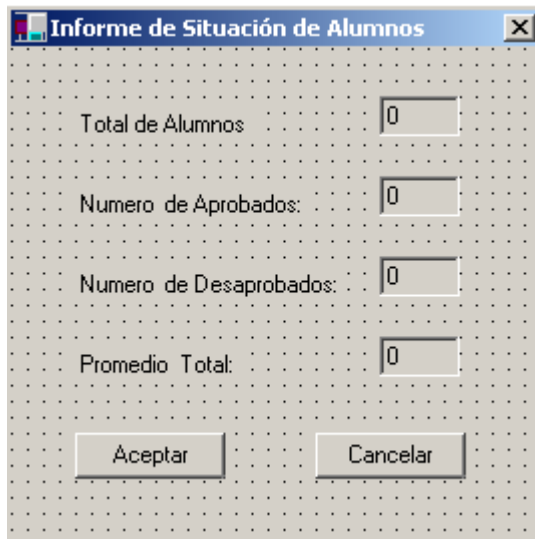 Informe de Situación de Alumnos
Total de Alumnos 0
Numero de Aprobados: 0
Numero de Desaprobados: 0
Promedio Total: 0
Aceptar Cancelar